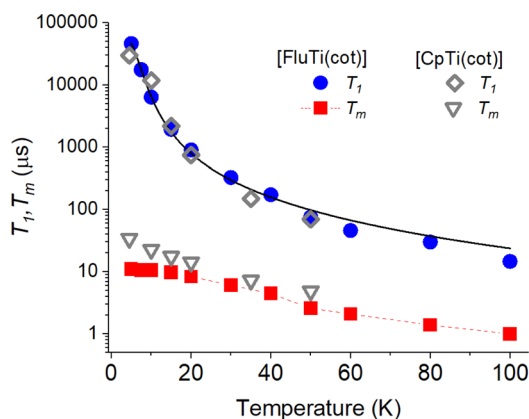 100000
10000
1000
100
10
1
T1, Tm (μs)
[FluTi(cot)]
[CpTi(cot)]
T1
T1
Tm
Tm
0
20
40
60
80
100
Temperature (K)